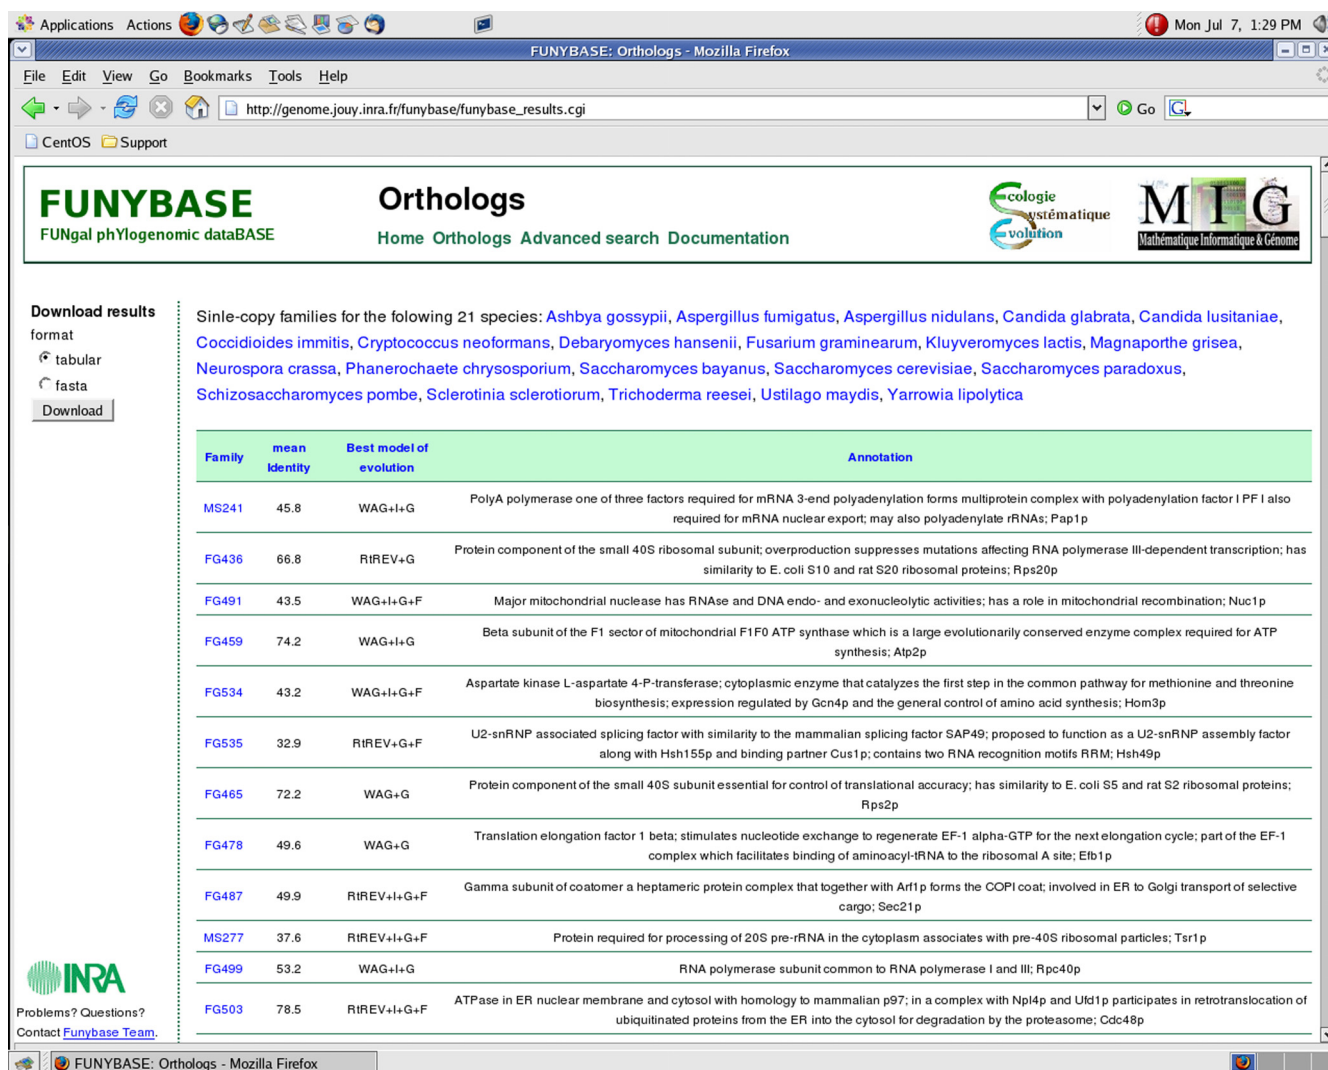 Applications Actions Mon Jul 7, 1:29 PM
FUNYBASE: Orthologs - Mozilla Firefox
File Edit View Go Bookmarks Tools Help
http://genome.jouy.inra.fr/funybase/funybase_results.cgi Go G
CentOS Support
FUNYBASE
FUNgal phYlogenomic dataBASE
Orthologs
Home Orthologs Advanced search Documentation
Ecologie
Systématique
Evolution
MIG
Mathématique Informatique & Génome
Download results
format
tabular
fasta
Download
Sinle-copy families for the folowing 21 species: Ashbya gossypii, Aspergillus fumigatus, Aspergillus nidulans, Candida glabrata, Candida lusitaniae,
Coccidioides immitis, Cryptococcus neoformans, Debaryomyces hansenii, Fusarium graminearum, Kluyveromyces lactis, Magnaporthe grisea,
Neurospora crassa, Phanerochaete chrysosporium, Saccharomyces bayanus, Saccharomyces cerevisiae, Saccharomyces paradoxus,
Schizosaccharomyces pombe, Sclerotinia sclerotiorum, Trichoderma reesei, Ustilago maydis, Yarrowia lipolytica
Family mean Identity Best model of evolution Annotation
MS241 45.8 WAG+I+G PolyA polymerase one of three factors required for mRNA 3-end polyadenylation forms multiprotein complex with polyadenylation factor I PF I also
required for mRNA nuclear export; may also polyadenylate rRNAs; Pap1p
FG436 66.8 RtREV+G Protein component of the small 40S ribosomal subunit; overproduction suppresses mutations affecting RNA polymerase III-dependent transcription; has
similarity to E. coli S10 and rat S20 ribosomal proteins; Rps20p
FG491 43.5 WAG+I+G+F Major mitochondrial nuclease has RNAse and DNA endo- and exonucleolytic activities; has a role in mitochondrial recombination; Nuc1p
FG459 74.2 WAG+I+G Beta subunit of the F1 sector of mitochondrial F1F0 ATP synthase which is a large evolutionarily conserved enzyme complex required for ATP
synthesis; Atp2p
FG534 43.2 WAG+I+G+F Aspartate kinase L-aspartate 4-P-transferase; cytoplasmic enzyme that catalyzes the first step in the common pathway for methionine and threonine
biosynthesis; expression regulated by Gcn4p and the general control of amino acid synthesis; Hom3p
FG535 32.9 RtREV+G+F U2-snRNP associated splicing factor with similarity to the mammalian splicing factor SAP49; proposed to function as a U2-snRNP assembly factor
along with Hsh155p and binding partner Cus1p; contains two RNA recognition motifs RRM; Hsh49p
FG465 72.2 WAG+G Protein component of the small 40S subunit essential for control of translational accuracy; has similarity to E. coli S5 and rat S2 ribosomal proteins;
Rps2p
FG478 49.6 WAG+G Translation elongation factor 1 beta; stimulates nucleotide exchange to regenerate EF-1 alpha-GTP for the next elongation cycle; part of the EF-1
complex which facilitates binding of aminoacyl-tRNA to the ribosomal A site; Efb1p
FG487 49.9 RtREV+I+G+F Gamma subunit of coatomer a heptameric protein complex that together with Arf1p forms the COPI coat; involved in ER to Golgi transport of selective
cargo; Sec21p
MS277 37.6 RtREV+I+G+F Protein required for processing of 20S pre-rRNA in the cytoplasm associates with pre-40S ribosomal particles; Tsr1p
FG499 53.2 WAG+I+G RNA polymerase subunit common to RNA polymerase I and III; Rpc40p
FG503 78.5 RtREV+I+G+F ATPase in ER nuclear membrane and cytosol with homology to mammalian p97; in a complex with Npl4p and Ufd1p participates in retrotranslocation of
ubiquitinated proteins from the ER into the cytosol for degradation by the proteasome; Cdc48p
INRA
Problems? Questions?
Contact Funybase Team.
FUNYBASE: Orthologs - Mozilla Firefox